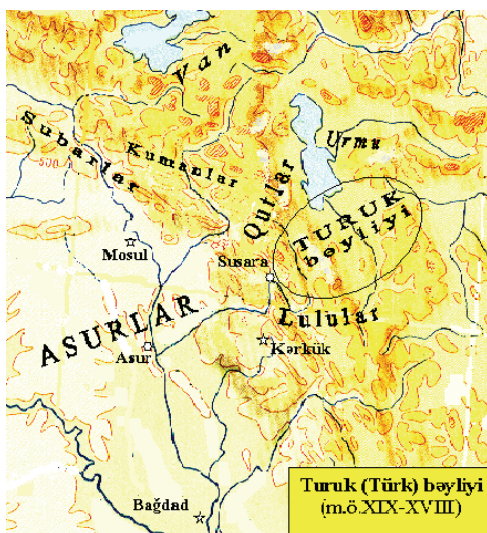 Van
Urmu
Subarlar
Kumanlar
500
Qutlar
TURUK
bəyliyi
Mosul
Susara
ASURLAR
Lulular
Asur
Kərkük
Bağdad
Turuk (Türk) bəyliyi
(m.ö.XIX-XVIII)